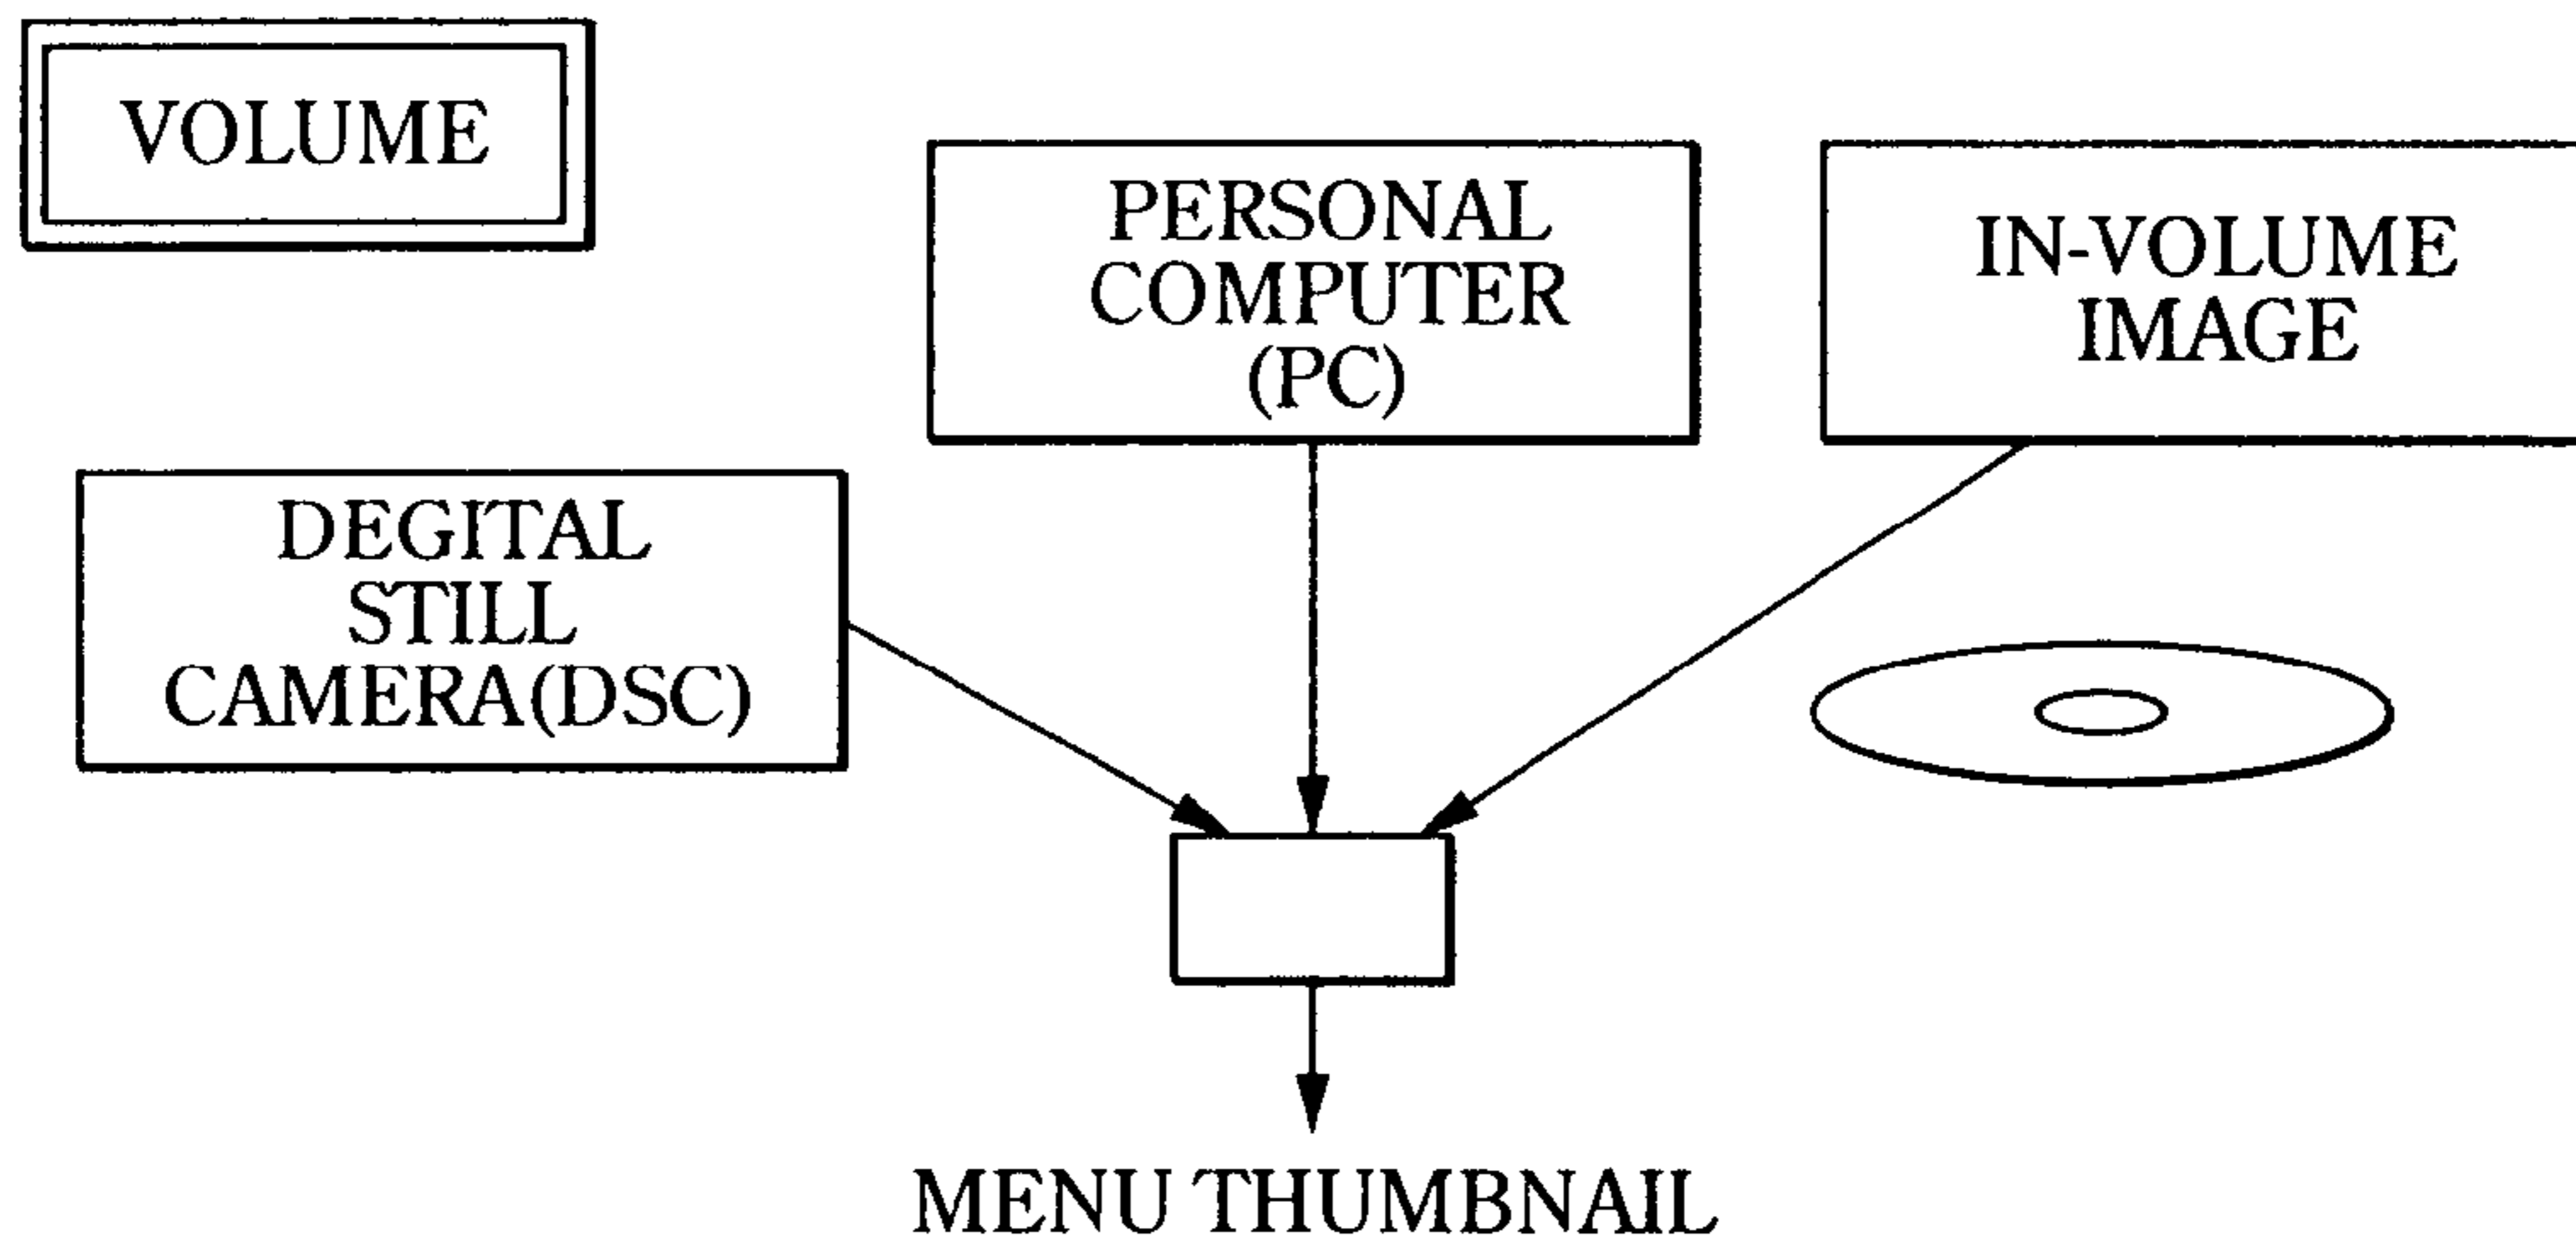 VOLUME
PERSONAL
COMPUTER
(PC)
IN-VOLUME
IMAGE
DEGITAL
STILL
CAMERA(DSC)
MENU THUMBNAIL